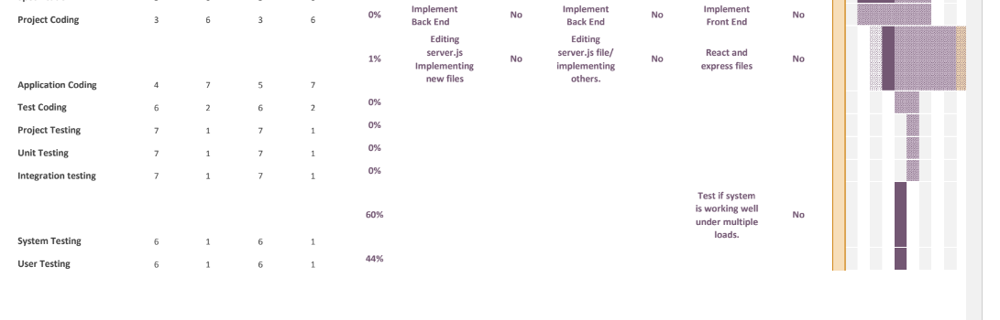 Project Coding 3 6 3 6 0% Implement Back End No Implement Back End No Implement Front End No
Application Coding 4 7 5 7 1% Editing server.js Implementing new files No Editing server.js file/ implementing others. No React and express files No
Test Coding 6 2 6 2 0%
Project Testing 7 1 7 1 0%
Unit Testing 7 1 7 1 0%
Integration testing 7 1 7 1 0%
System Testing 6 1 6 1 60% Test if system is working well under multiple loads. No
User Testing 6 1 6 1 44%